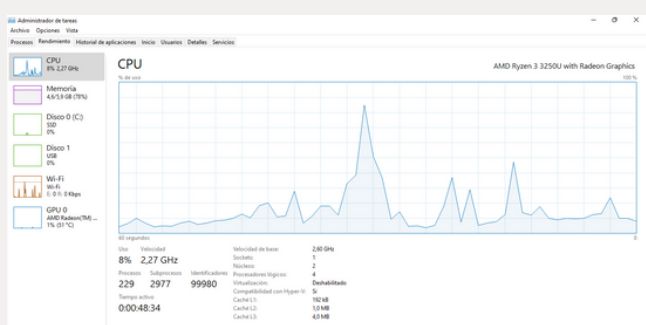 Administrador de tareas
Archivo Opciones Vista
Procesos Rendimiento Historial de aplicaciones Inicio Usuarios Detalles Servicios
CPU
8% 2,27 GHz
Memoria
4,6/5,9 GB (78%)
Disco 0 (C:)
SSD
0%
Disco 1
USB
0%
Wi-Fi
Wi-Fi
E: 0 R: 0 Kbps
GPU 0
AMD Radeon(TM) ...
1% (51 °C)
CPU
AMD Ryzen 3 3250U with Radeon Graphics
% de uso
100 %
60 segundos
0
Uso Velocidad
8% 2,27 GHz
Procesos Subprocesos Identificadores
229 2977 99980
Tiempo activo
0:00:48:34
Velocidad de base: 2,60 GHz
Sockets: 1
Núcleos: 2
Procesadores lógicos: 4
Virtualización: Deshabilitado
Compatibilidad con Hyper-V: Sí
Caché L1: 192 kB
Caché L2: 1,0 MB
Caché L3: 4,0 MB